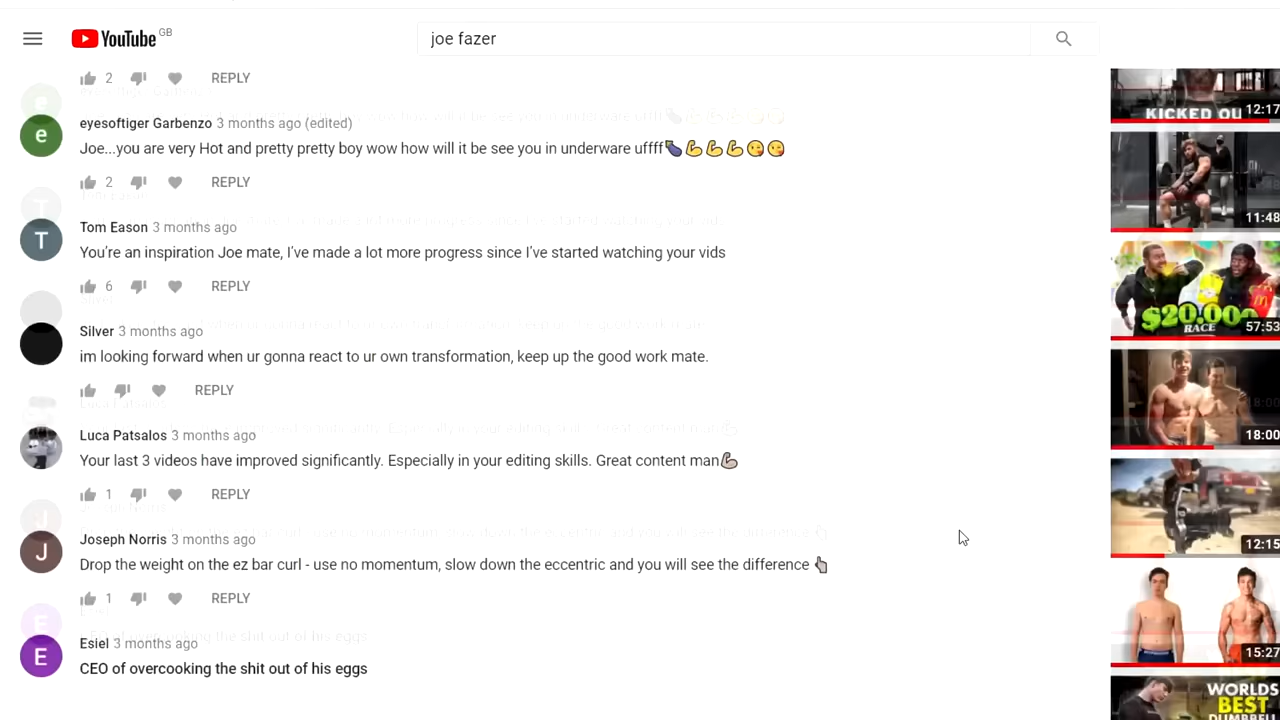 YouTube GB
joe fazer
2 REPLY
eyesoftiger Garbenzo 3 months ago (edited)
Joe...you are very Hot and pretty pretty boy wow how will it be see you in underware uffff🍆💪💪💪😘😘
2 REPLY
Tom Eason 3 months ago
You're an inspiration Joe mate, I've made a lot more progress since I've started watching your vids
6 REPLY
Silver 3 months ago
im looking forward when ur gonna react to ur own transformation, keep up the good work mate.
REPLY
Luca Patsalos 3 months ago
Your last 3 videos have improved significantly. Especially in your editing skills. Great content man💪
1 REPLY
Joseph Norris 3 months ago
Drop the weight on the ez bar curl - use no momentum, slow down the eccentric and you will see the difference
1 REPLY
Esiel 3 months ago
CEO of overcooking the shit out of his eggs
e
T
J
E
KICKED OU
12:17
11:48
$20,000
RACE
57:53
18:00
12:15
15:27
WORLDS
BEST
DUMBBELL